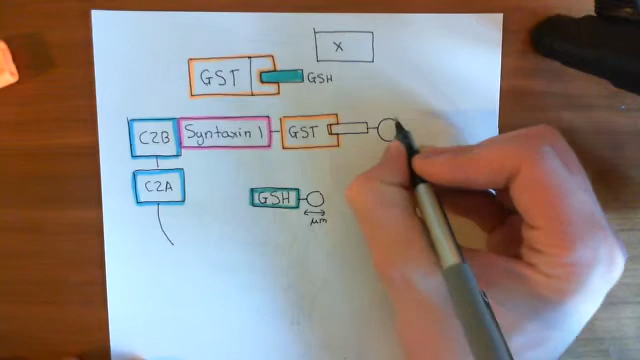 X
GST
GSH
C2B
Syntaxin 1
GST
C2A
GSH
μm